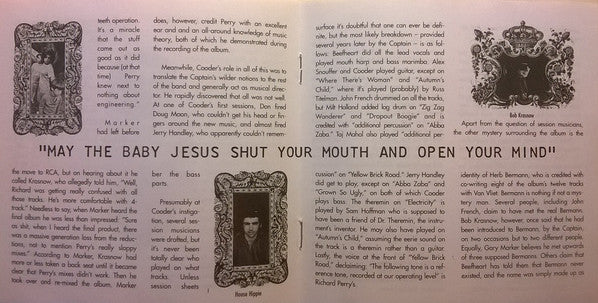 "MAY THE BABY JESUS SHUT YOUR MOUTH AND OPEN YOUR MIND"
teeth operation.
It's a miracle
that the stuff
come out as
good as it did
because (at that
time) Perry
knew next to
nothing about
engineering."
Marker
had left before
the move to RCA, but on hearing about it he
called Krasnow, who allegedly told him, "Well,
Richard was getting really confused with all
those tracks. He's more comfortable with 4-
track." Needless to say, when Marker heard the
final album he was less than impressed. "Sure
as shit, when I heard the final product, there
was a massive generation loss from the reduc-
tions, not to mention Perry's really sloppy
mixes." According to Marker, Krasnow had
more or less taken a back seat until it became
clear that Perry's mixes didn't work. Then he
took over and re-mixed the album. Marker
does, however, credit Perry with an excellent
ear and and an all-around knowledge of music
theory, both of which he demonstrated during
the recording of the album.
Meanwhile, Cooder's role in all of this was to
translate the Captain's wilder notions to the rest
of the band and generally act as musical direc-
tor. He rapidly discovered that all was not well.
At one of Cooder's first sessions, Don fired
Doug Moon, who couldn't get his head or fin-
gers around the new music, and almost fired
Jerry Handley, who apparently couldn't remem-
ber the bass
parts.
Presumably at
Cooder's instiga-
tion, several ses-
sion musicians
were drafted, but
it's never been
totally clear who
played on what
tracks. Unless
session sheets
House Hippie
surface it's doubtful that one can ever be defi-
nite, but the most likely breakdown – provided
several years later by the Captain – is as fol-
lows: Beefheart did all the lead vocals and
played mouth harp and bass marimba. Alex
Snouffer and Cooder played guitar, except on
"Where There's Woman" and "Autumn's
Child," where it's played (probably) by Russ
Titelman. John French drummed on all the tracks,
but Milt Holland added log drum on "Zig Zag
Wanderer" and "Dropout Boogie" and is
credited with "additional percussion" on "Abba
Zaba." Taj Mahal also played "additional per-
cussion" on "Yellow Brick Road." Jerry Handley
did get to play, except on "Abba Zaba" and
"Grown So Ugly," on both of which Cooder
plays bass. The theremin on "Electricity" is
played by Sam Hoffman who is supposed to
have been a friend of Dr. Theremin, the instru-
ment's inventor. He may also have played on
"Autumn's Child," assuming the eerie sound on
the track is a theremin rather than a guitar.
Lastly, the voice at the front of "Yellow Brick
Road," declaiming, "The following tone is a ref-
erence tone, recorded at our operating level" is
Richard Perry's.
Bob Krasnow
Apart from the question of session musicians,
the other mystery surrounding the album is the
identity of Herb Bermann, who is credited with
co-writing eight of the album's twelve tracks
with Van Vliet. Bermann is nothing if not a mys-
tery man. Several people, including John
French, claim to have met the real Bermann.
Bob Krasnow, however, once said that he had
been introduced to Bermann, by the Captain,
on two occasions but to two different people.
Equally, Gary Marker believes he met upwards
of three supposed Bermanns. Others claim that
Beefheart has told them that Bermann never
existed, and the name was simply made up as